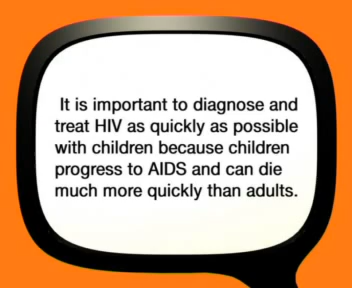 It is important to diagnose and
treat HIV as quickly as possible
with children because children
progress to AIDS and can die
much more quickly than adults.